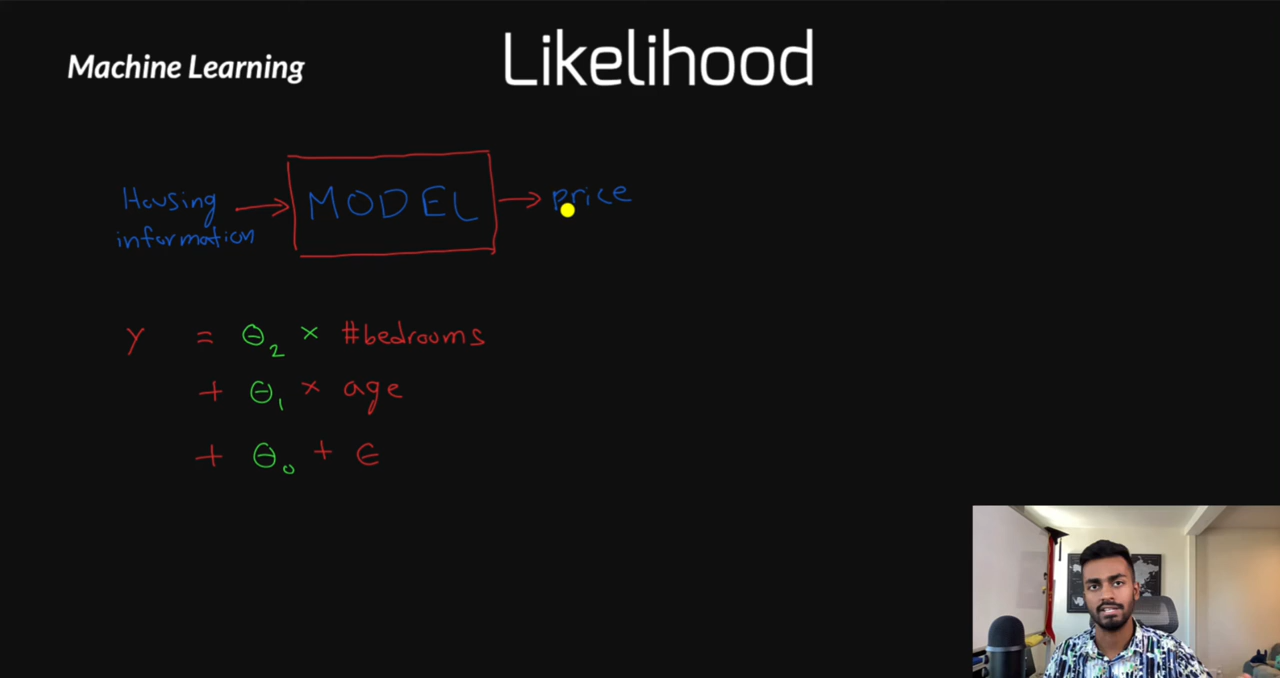 Machine Learning
Likelihood
Housing information
MODEL
price
y = θ₂ × #bedrooms
+ θ₁ × age
+ θ₀ + ϵ